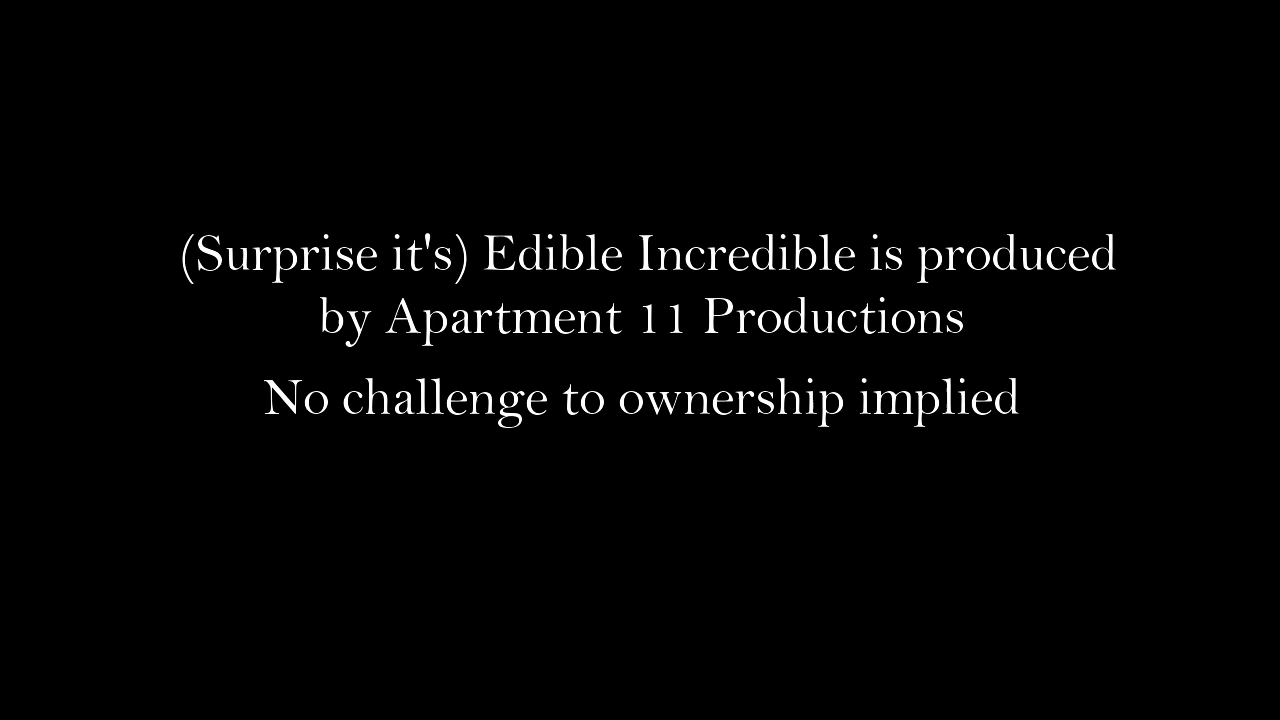 (Surprise it's) Edible Incredible is produced
by Apartment 11 Productions
No challenge to ownership implied